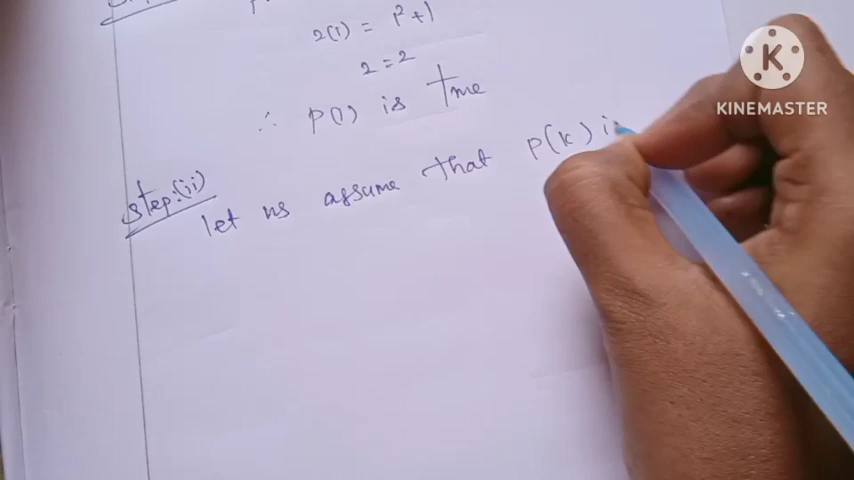 2(1) = 1²+1
2=2
∴ P(1) is True
step:(ii)
let us assume that P(k) i
K
KINEMASTER